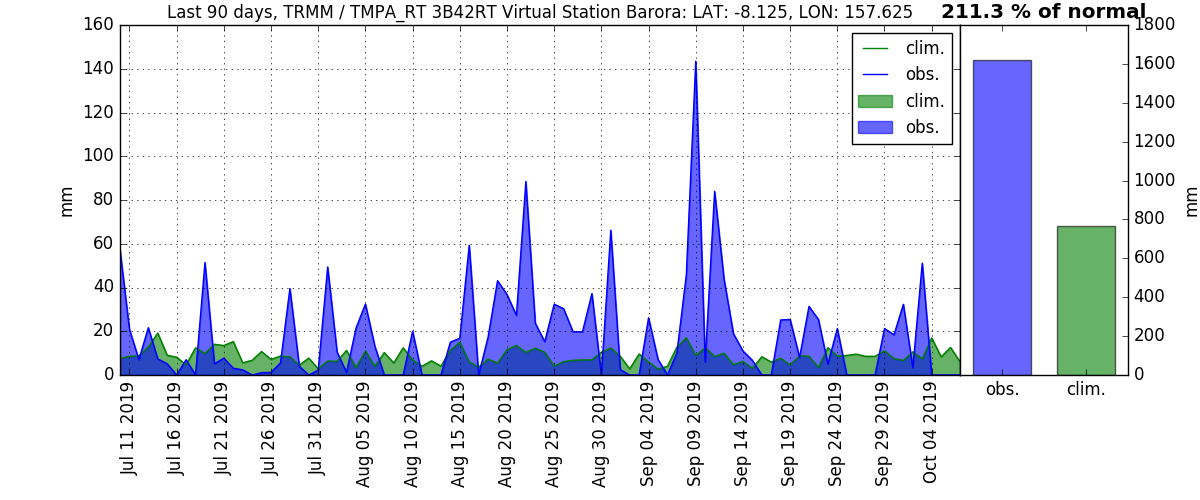 Last 90 days, TRMM / TMPA_RT 3B42RT Virtual Station Barora: LAT: -8.125, LON: 157.625
211.3 % of normal
160
140
120
100
80
60
40
20
0
mm
clim.
obs.
clim.
obs.
1800
1600
1400
1200
1000
800
600
400
200
0
mm
Jul 11 2019
Jul 16 2019
Jul 21 2019
Jul 26 2019
Jul 31 2019
Aug 05 2019
Aug 10 2019
Aug 15 2019
Aug 20 2019
Aug 25 2019
Aug 30 2019
Sep 04 2019
Sep 09 2019
Sep 14 2019
Sep 19 2019
Sep 24 2019
Sep 29 2019
Oct 04 2019
obs.
clim.